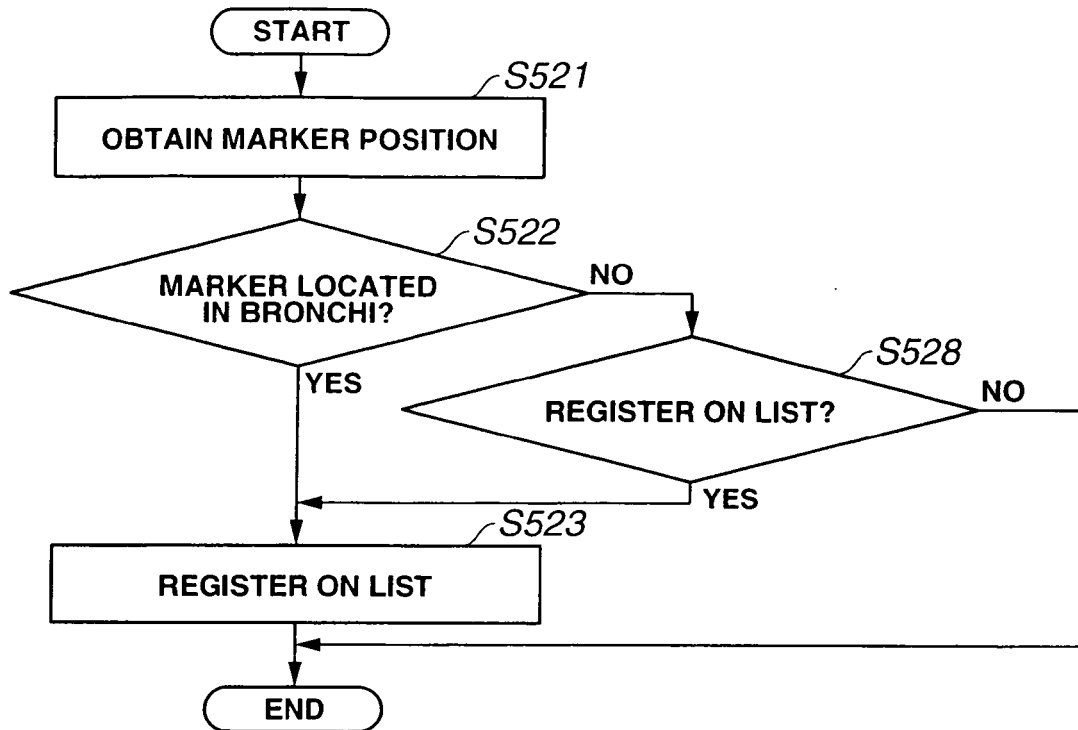 START
S521
OBTAIN MARKER POSITION
S522
MARKER LOCATED
IN BRONCHI?
NO
YES
S528
REGISTER ON LIST?
NO
YES
S523
REGISTER ON LIST
END